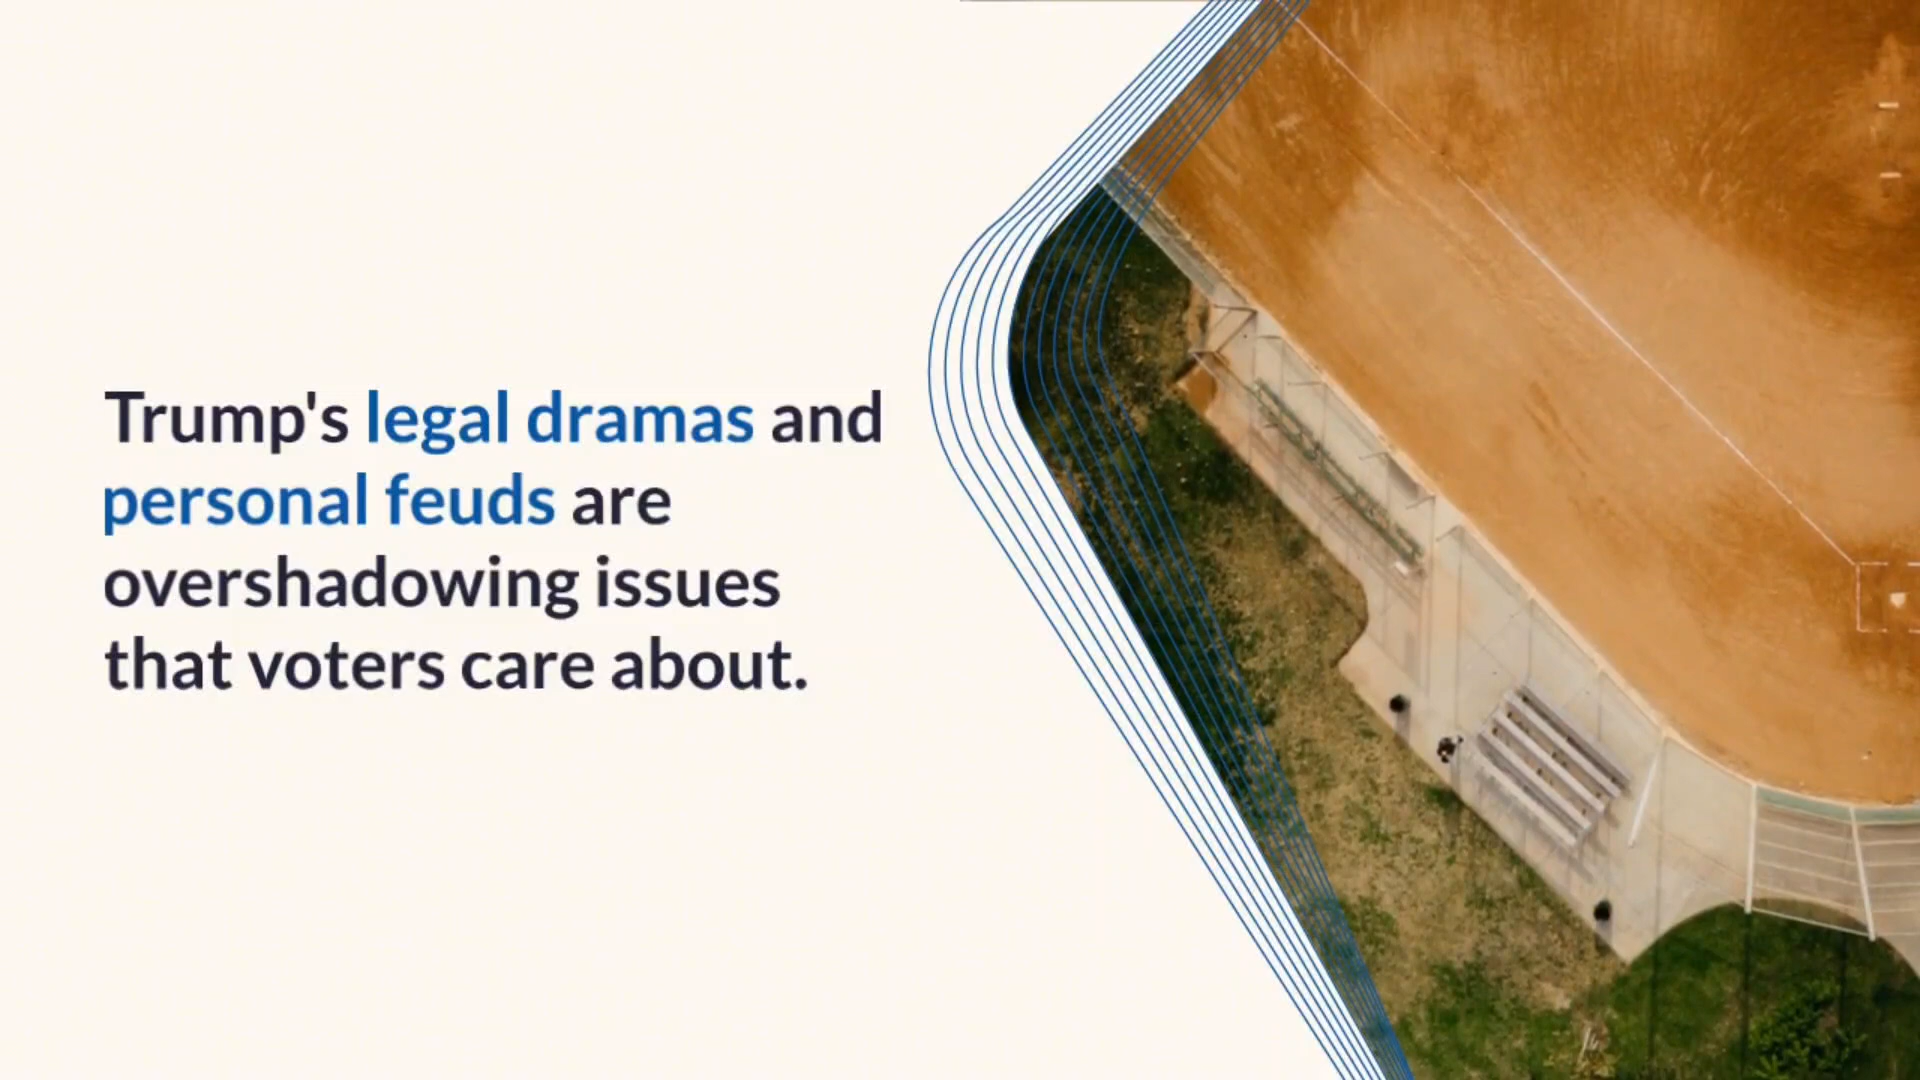 Trump's legal dramas and
personal feuds are
overshadowing issues
that voters care about.